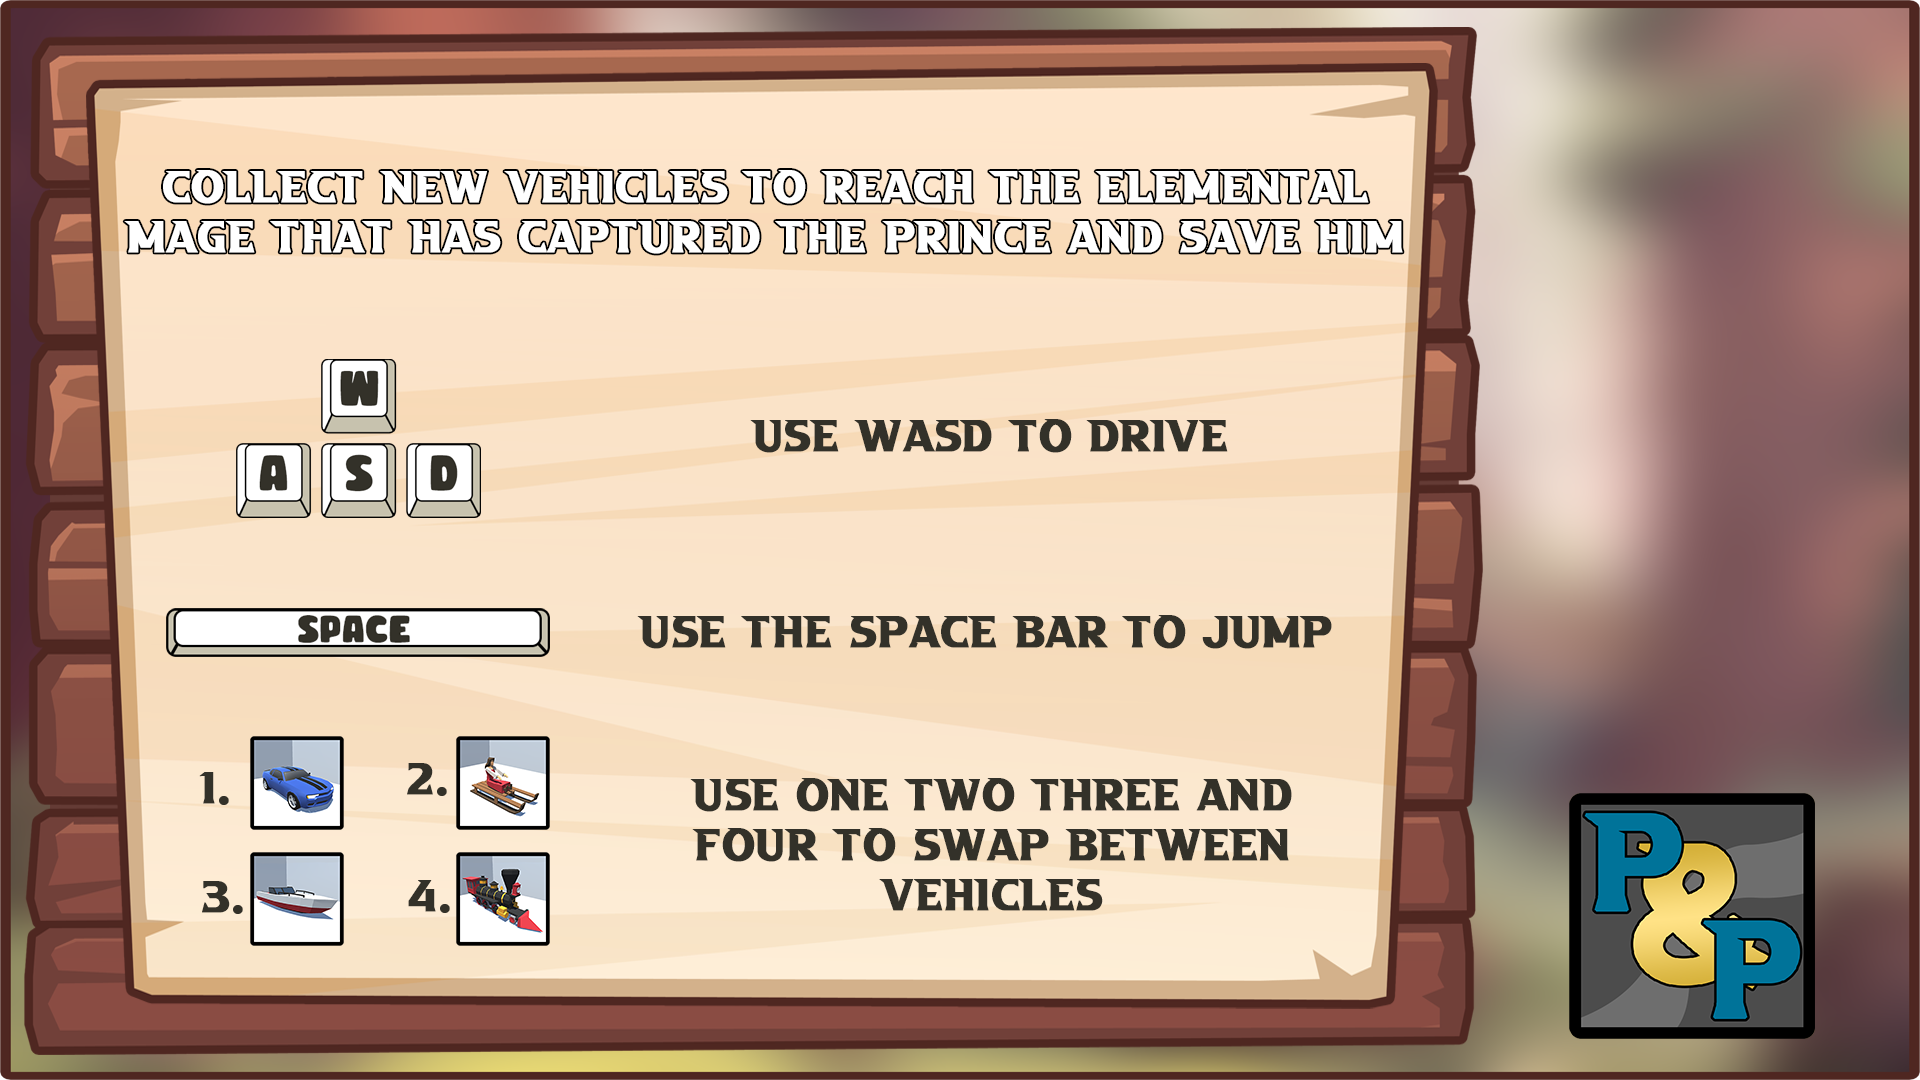 COLLECT NEW VEHICLES TO REACH THE ELEMENTAL
MAGE THAT HAS CAPTURED THE PRINCE AND SAVE HIM
W
A S D
USE WASD TO DRIVE
SPACE
USE THE SPACE BAR TO JUMP
1.
2.
3.
4.
USE ONE TWO THREE AND
FOUR TO SWAP BETWEEN
VEHICLES
P&P